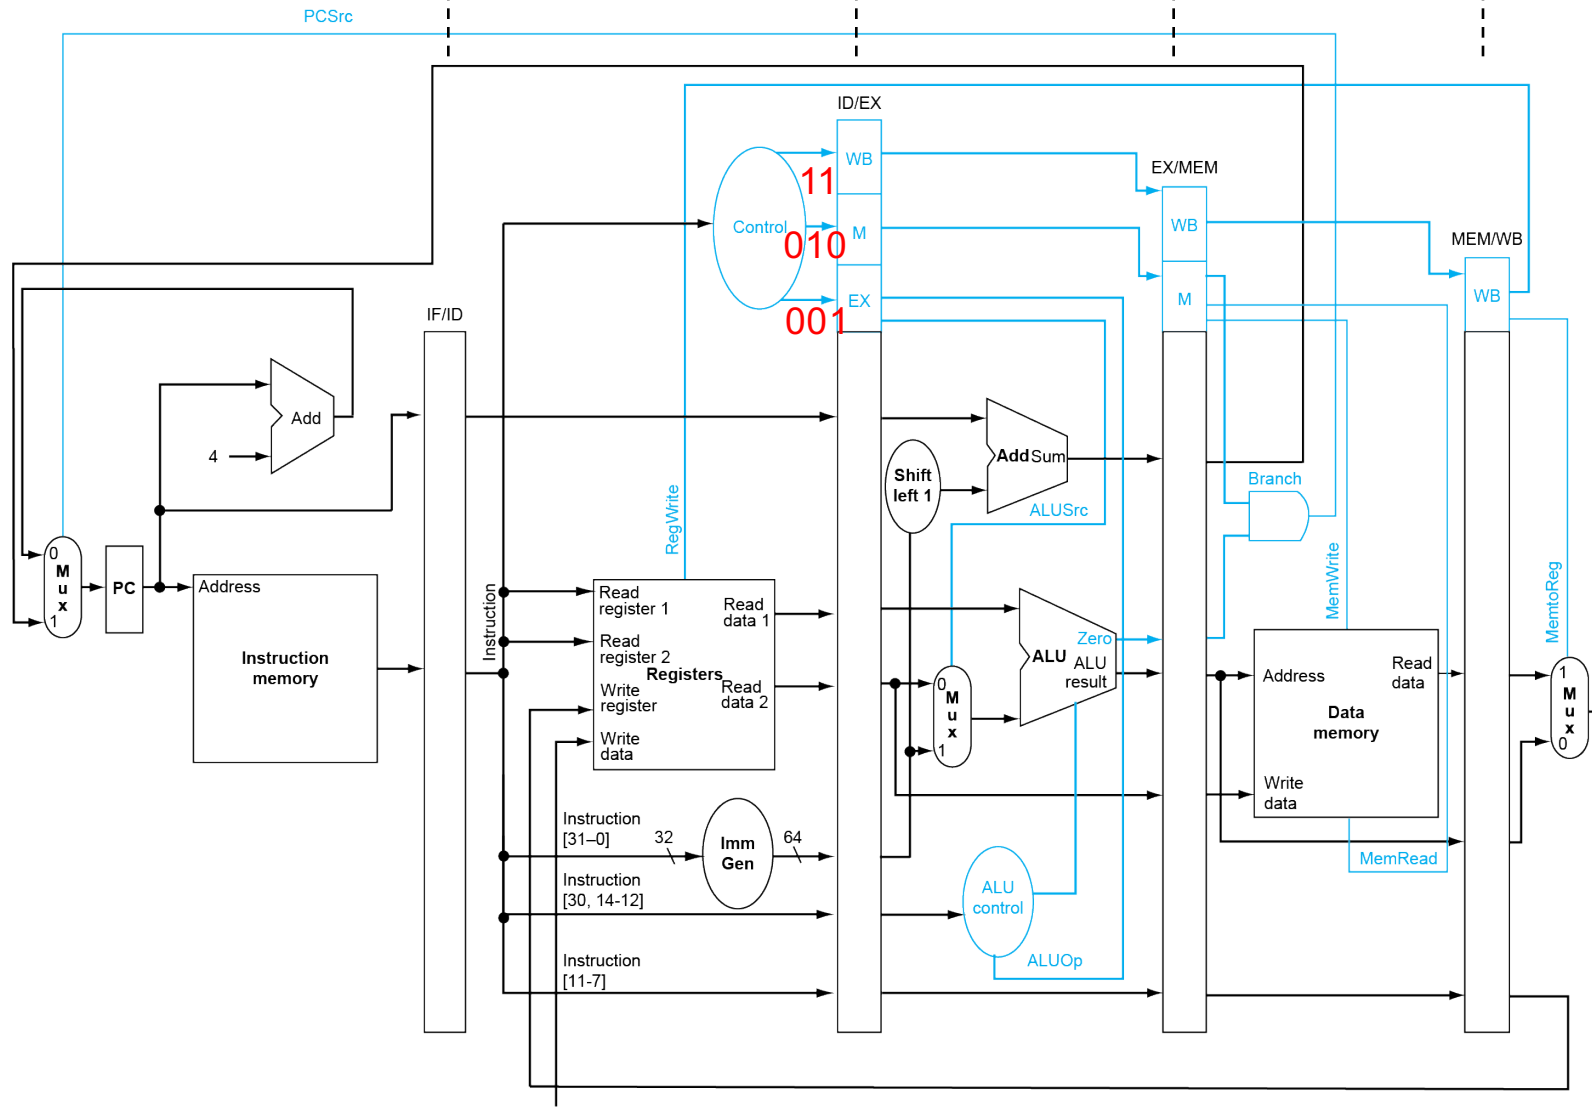 PCSrc
ID/EX
WB
11
EX/MEM
Control
010
M
WB
MEM/WB
EX
001
M
WB
IF/ID
Add
4
Add Sum
Shift
left 1
Branch
ALUSrc
RegWrite
MemWrite
MemtoReg
0
M
u
x
1
PC
Address
Instruction
memory
Instruction
Read
register 1
Read
data 1
Read
register 2
Registers
Write
register
Read
data 2
Write
data
0
M
u
x
1
Zero
ALU
ALU
result
Address
Read
data
Data
memory
Write
data
1
M
u
x
0
MemRead
Instruction
[31–0]
32
Imm
Gen
64
Instruction
[30, 14-12]
ALU
control
ALUOp
Instruction
[11-7]